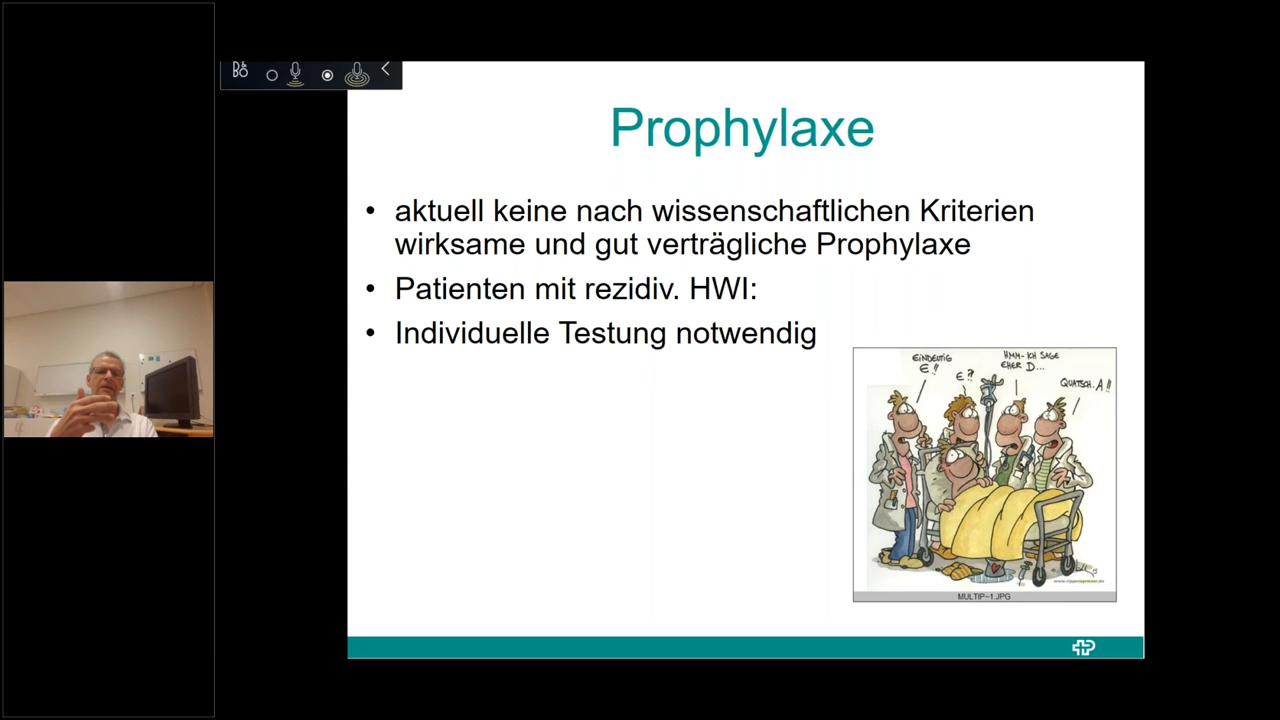 Prophylaxe
• aktuell keine nach wissenschaftlichen Kriterien
wirksame und gut verträgliche Prophylaxe
• Patienten mit rezidiv. HWI:
• Individuelle Testung notwendig
EINDEUTIG
E!!
E?!
HMM- ICH SAGE
EHER D...
QUATSCH. A!!
MULTIP~1.JPG